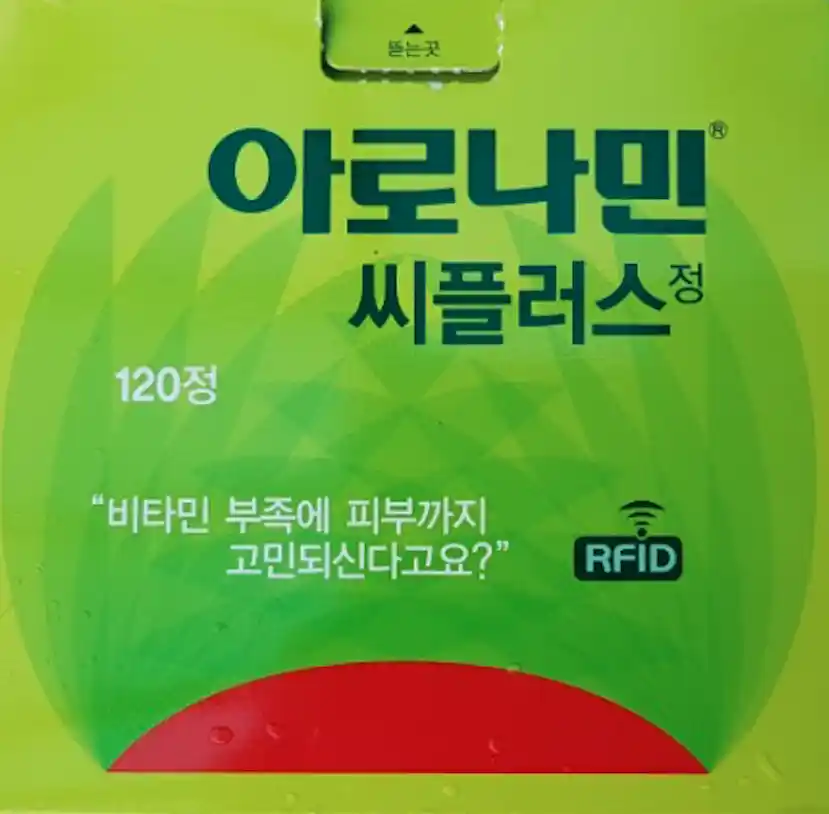 뜯는곳
아로나민®
씨플러스정
120정
“비타민 부족에 피부까지
고민되신다고요?”
RFID